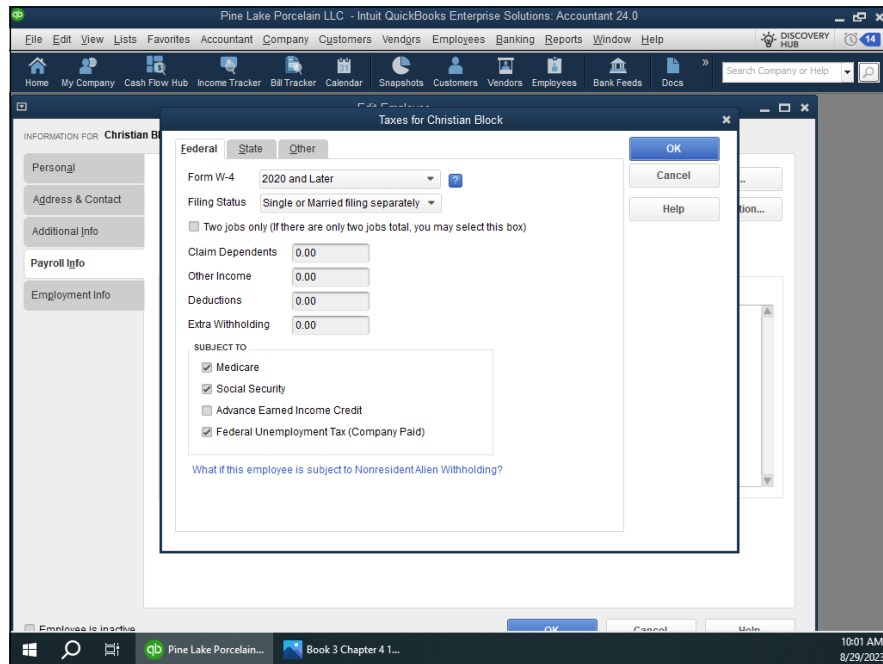 qb Pine Lake Porcelain LLC - Intuit QuickBooks Enterprise Solutions: Accountant 24.0
File Edit View Lists Favorites Accountant Company Customers Vendors Employees Banking Reports Window Help DISCOVERY HUB 14
Home My Company Cash Flow Hub Income Tracker Bill Tracker Calendar Snapshots Customers Vendors Employees Bank Feeds Docs » Search Company or Help
Edit Employee
INFORMATION FOR Christian Bl
Taxes for Christian Block
Personal
Address & Contact
Additional Info
Payroll Info
Employment Info
Federal State Other
Form W-4 2020 and Later ?
Filing Status Single or Married filing separately
Two jobs only (If there are only two jobs total, you may select this box)
Claim Dependents 0.00
Other Income 0.00
Deductions 0.00
Extra Withholding 0.00
SUBJECT TO
Medicare
Social Security
Advance Earned Income Credit
Federal Unemployment Tax (Company Paid)
What if this employee is subject to Nonresident Alien Withholding?
OK
Cancel
Help
...
tion...
Employee is inactive OK Cancel Help
qb Pine Lake Porcelain... Book 3 Chapter 4 1...
10:01 AM
8/29/2023